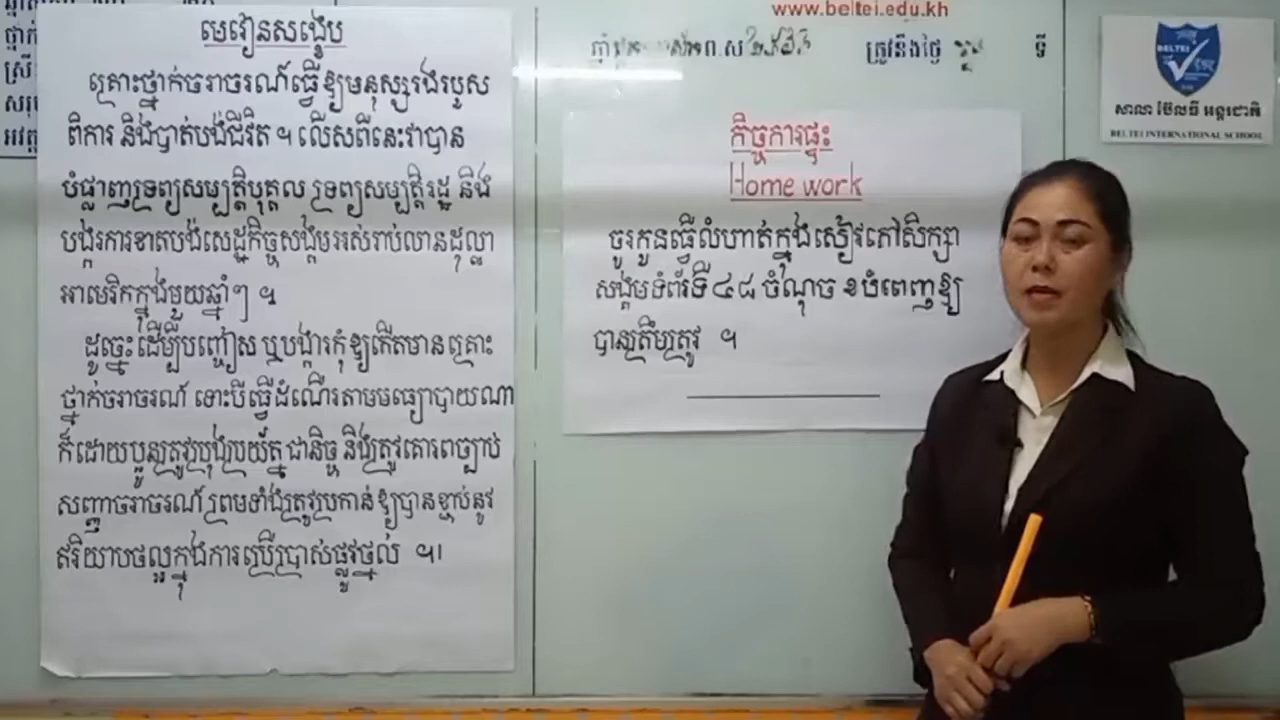 មេរៀនសង្ខេប
គ្រោះថ្នាក់ចរាចរណ៍ធ្វើឱ្យមនុស្សរងរបួស
ពិការ និងបាត់បង់ជីវិត ។ លើសពីនេះវាបាន
បំផ្លាញទ្រព្យសម្បត្តិបុគ្គល ទ្រព្យសម្បត្តិរដ្ឋ និង
បង្ករការខាតបង់សេដ្ឋកិច្ចសង្គមអស់រាប់លានដុល្លា
អាមេរិកក្នុងមួយឆ្នាំៗ ។
ដូច្នេះ ដើម្បីបញ្ចៀស ឬបង្ការកុំឱ្យកើតមានគ្រោះ
ថ្នាក់ចរាចរណ៍ ទោះបីធ្វើដំណើរតាមមធ្យោបាយណា
ក៏ដោយប្អូនត្រូវប្រុងប្រយ័ត្នជានិច្ច និងត្រូវគោរពច្បាប់
សញ្ញាចរាចរណ៍ ព្រមទាំងត្រូវប្រកាន់ឱ្យបានខ្ជាប់នូវ
ឥរិយាបថល្អក្នុងការប្រើប្រាស់ផ្លូវថ្នល់ ។
www.beltei.edu.kh
ព.ស ត្រូវនឹងថ្ងៃ ទី
កិច្ចការផ្ទះ
Home work
ចូរកូនធ្វើលំហាត់ក្នុងសៀវភៅសិក្សា
សង្គមទំព័រទី៤៨ ចំណុច ខ បំពេញឱ្យ
បានត្រឹមត្រូវ ។
BELTEI
សាលា ប៊ែលធី អន្តរជាតិ
BELTEI INTERNATIONAL SCHOOL
ថ្នាក់
ស្រី